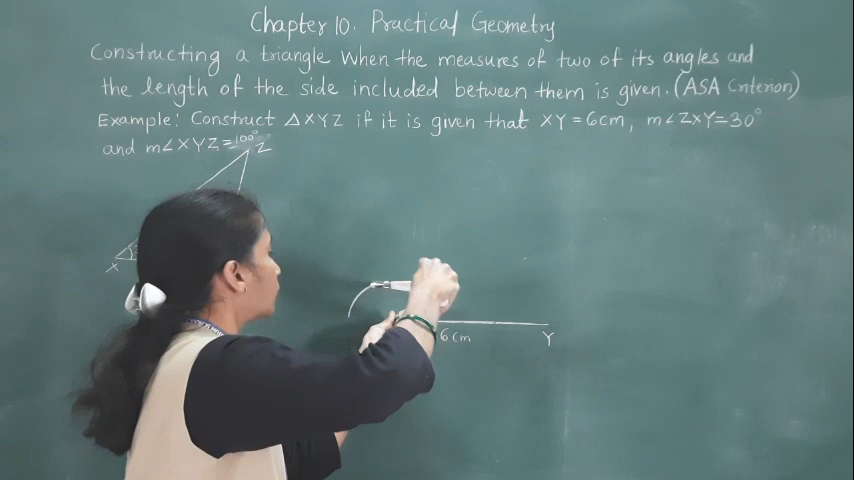 Chapter 10. Practical Geometry
Constructing a triangle when the measures of two of its angles and
the length of the side included between them is given. (ASA Criterion)
Example: Construct △XYZ if it is given that XY = 6cm, m∠ZXY = 30°
and m∠XYZ = 100°
Z
X
6 cm
Y